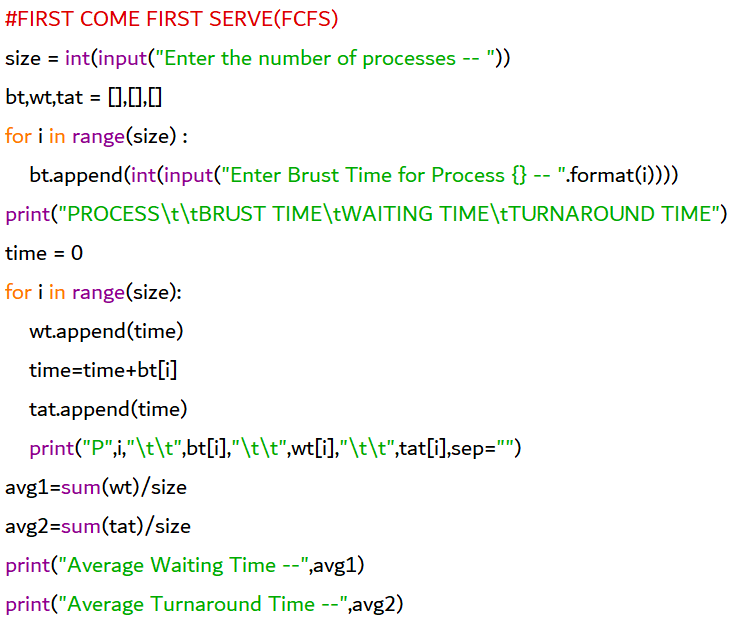 #FIRST COME FIRST SERVE(FCFS)
size = int(input("Enter the number of processes -- "))
bt,wt,tat = [],[],[]
for i in range(size) :
    bt.append(int(input("Enter Brust Time for Process {} -- ".format(i))))
print("PROCESS\t\tBRUST TIME\tWAITING TIME\tTURNAROUND TIME")
time = 0
for i in range(size):
    wt.append(time)
    time=time+bt[i]
    tat.append(time)
    print("P",i,"\t\t",bt[i],"\t\t",wt[i],"\t\t",tat[i],sep="")
avg1=sum(wt)/size
avg2=sum(tat)/size
print("Average Waiting Time --",avg1)
print("Average Turnaround Time --",avg2)